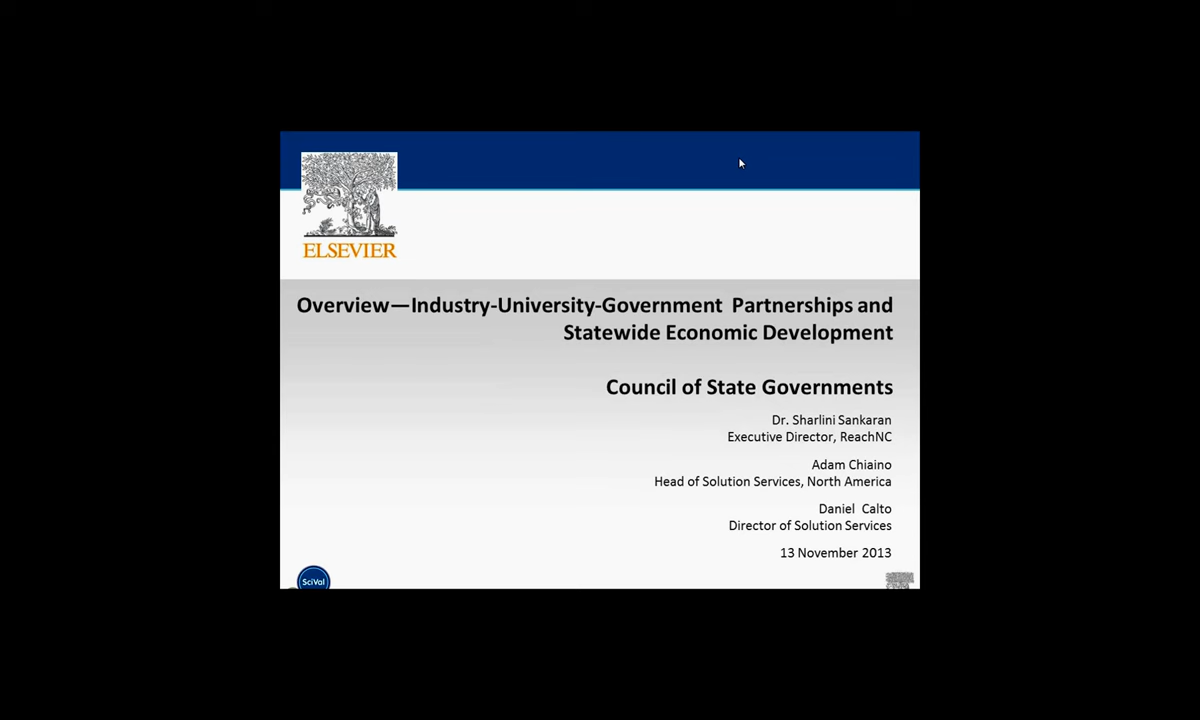 ELSEVIER
Overview—Industry-University-Government Partnerships and
Statewide Economic Development
Council of State Governments
Dr. Sharlini Sankaran
Executive Director, ReachNC
Adam Chiaino
Head of Solution Services, North America
Daniel Calto
Director of Solution Services
13 November 2013
SciVal